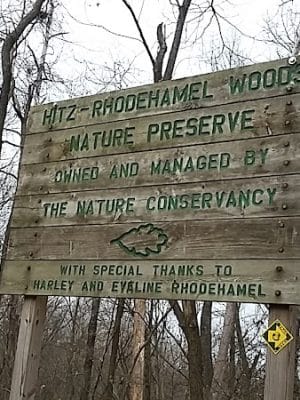 HITZ-RHODEHAMEL WOODS
NATURE PRESERVE
OWNED AND MANAGED BY
THE NATURE CONSERVANCY
WITH SPECIAL THANKS TO
HARLEY AND EVELINE RHODEHAMEL